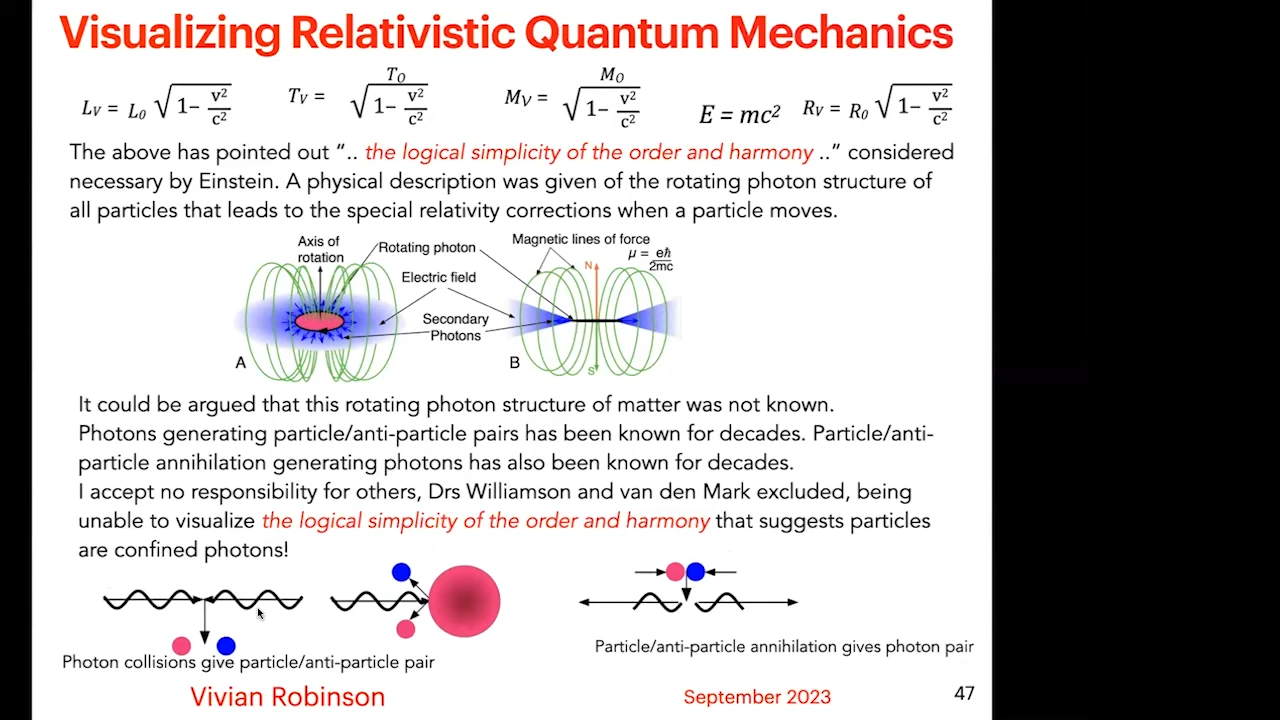 Visualizing Relativistic Quantum Mechanics
L_V = L_O √(1– v²/c²)   T_V = T_O / √(1– v²/c²)   M_V = M_O / √(1– v²/c²)   E = mc²   R_V = R_O √(1– v²/c²)
The above has pointed out “.. the logical simplicity of the order and harmony ..” considered
necessary by Einstein. A physical description was given of the rotating photon structure of
all particles that leads to the special relativity corrections when a particle moves.
Axis of
rotation
Rotating photon
Electric field
Secondary
Photons
A
Magnetic lines of force
μ = eħ/2mc
N
S
B
It could be argued that this rotating photon structure of matter was not known.
Photons generating particle/anti-particle pairs has been known for decades. Particle/anti-
particle annihilation generating photons has also been known for decades.
I accept no responsibility for others, Drs Williamson and van den Mark excluded, being
unable to visualize the logical simplicity of the order and harmony that suggests particles
are confined photons!
Photon collisions give particle/anti-particle pair
Particle/anti-particle annihilation gives photon pair
Vivian Robinson
September 2023
47